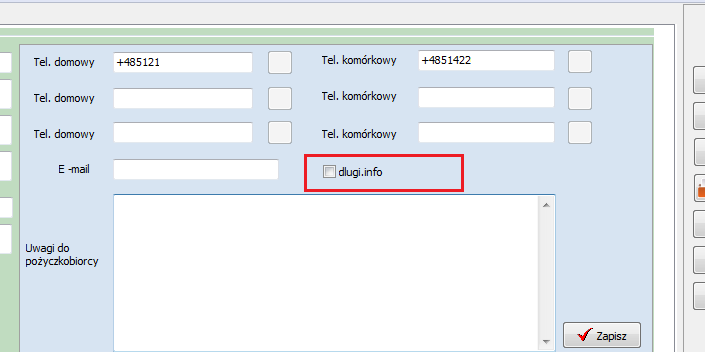 Tel. domowy +485121 Tel. komórkowy +4851422
Tel. domowy Tel. komórkowy
Tel. domowy Tel. komórkowy
E -mail dlugi.info
Uwagi do
pożyczkobiorcy
Zapisz